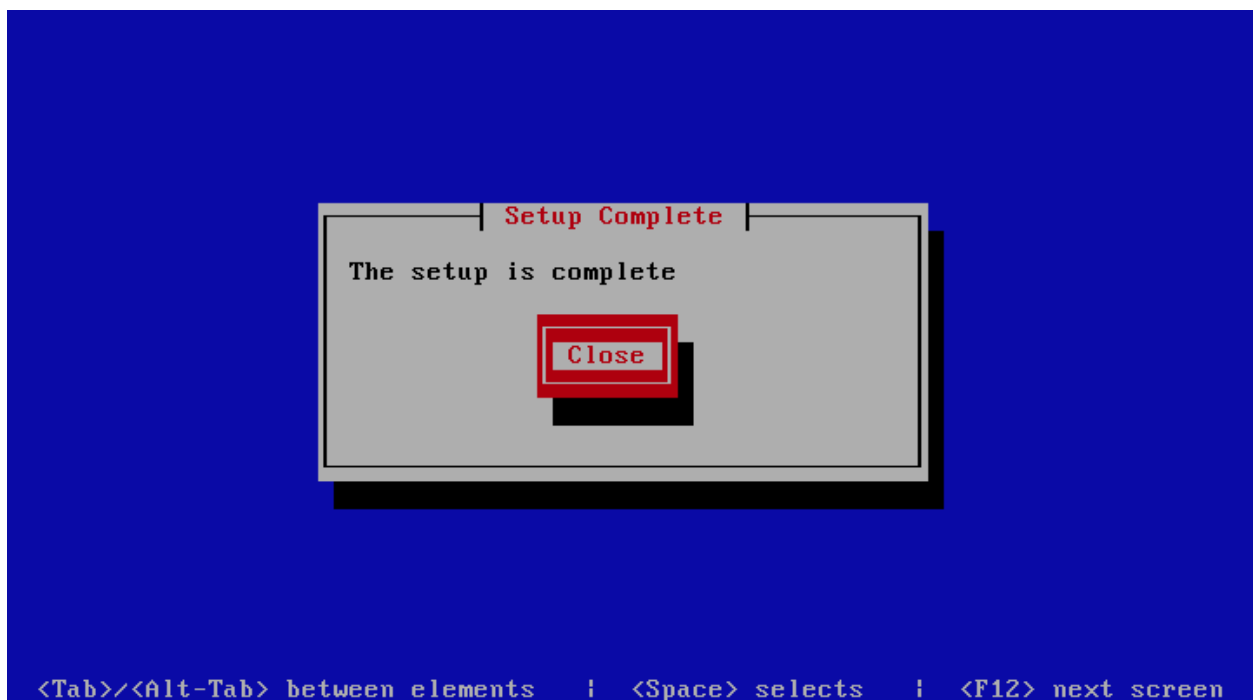 Setup Complete
The setup is complete
Close
<Tab>/<Alt-Tab> between elements | <Space> selects | <F12> next screen